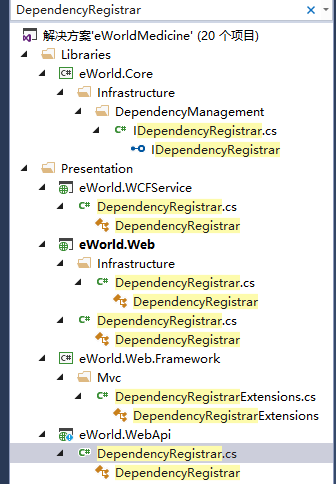 DependencyRegistrar
解决方案'eWorldMedicine' (20 个项目)
Libraries
eWorld.Core
Infrastructure
DependencyManagement
IDependencyRegistrar.cs
IDependencyRegistrar
Presentation
eWorld.WCFService
DependencyRegistrar.cs
DependencyRegistrar
eWorld.Web
Infrastructure
DependencyRegistrar.cs
DependencyRegistrar
DependencyRegistrar.cs
DependencyRegistrar
eWorld.Web.Framework
Mvc
DependencyRegistrarExtensions.cs
DependencyRegistrarExtensions
eWorld.WebApi
DependencyRegistrar.cs
DependencyRegistrar